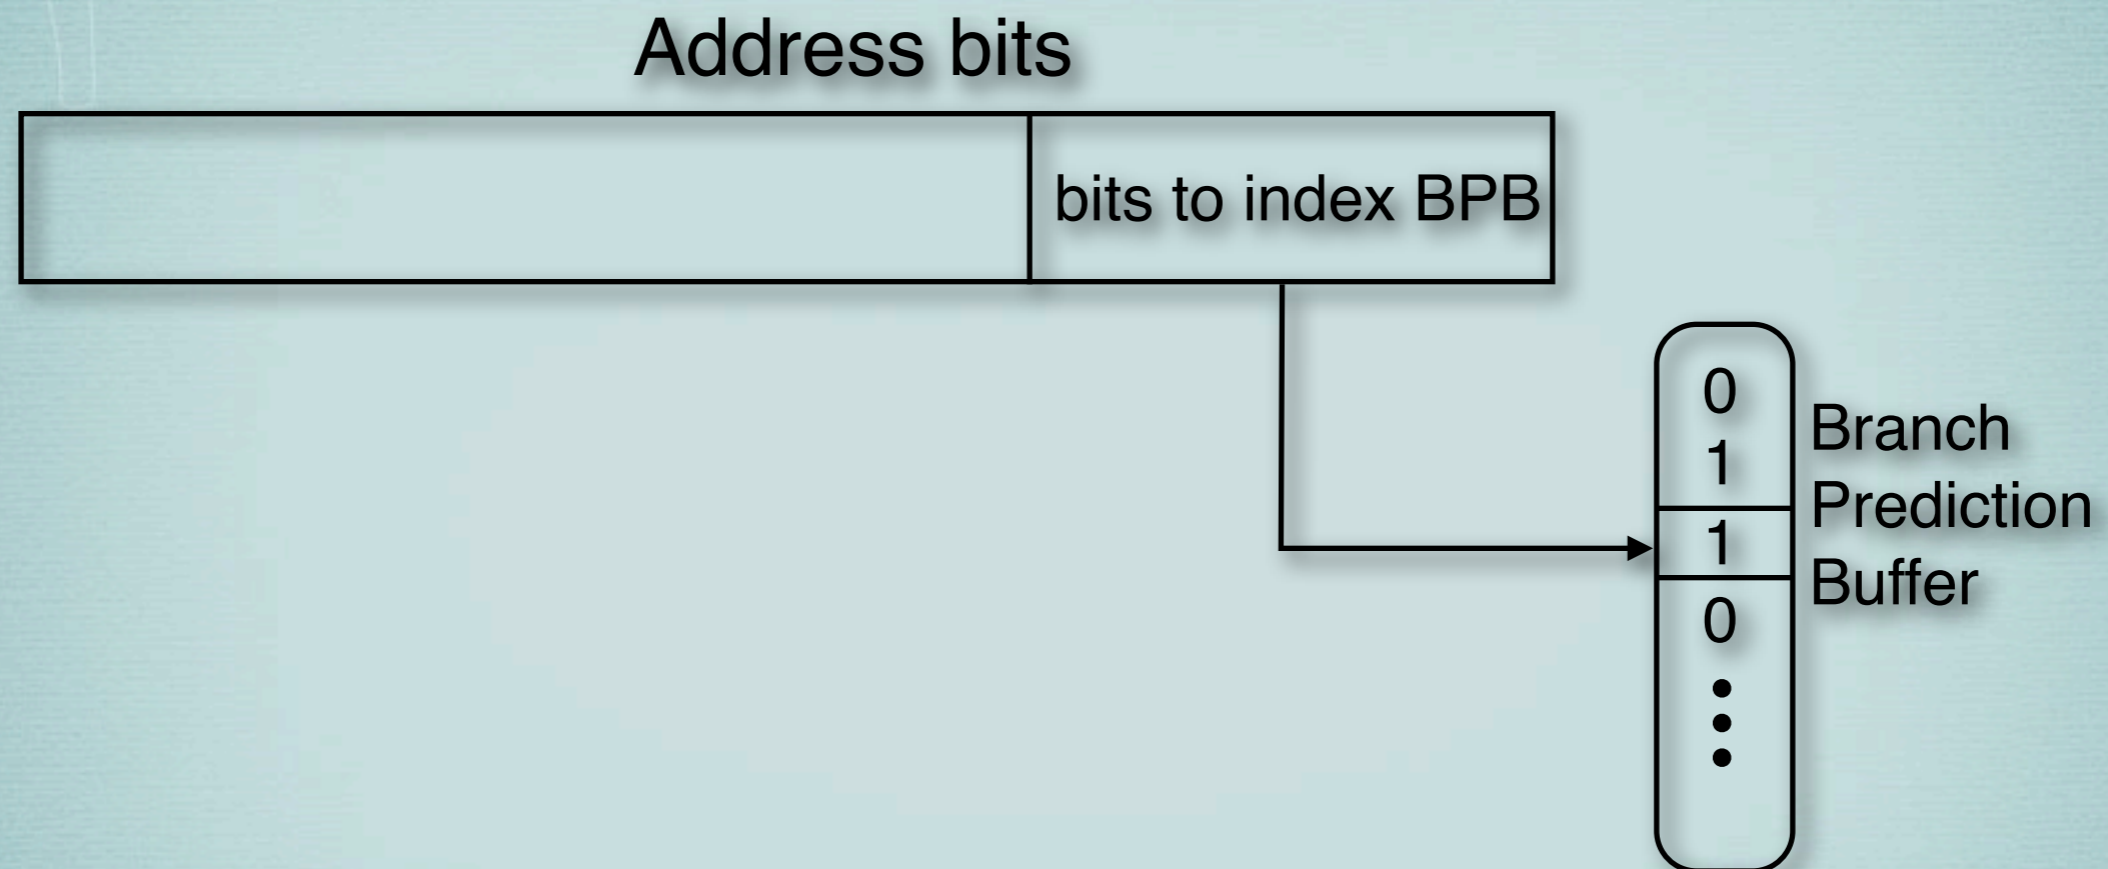 Address bits
bits to index BPB
0
1
1
0
Branch
Prediction
Buffer